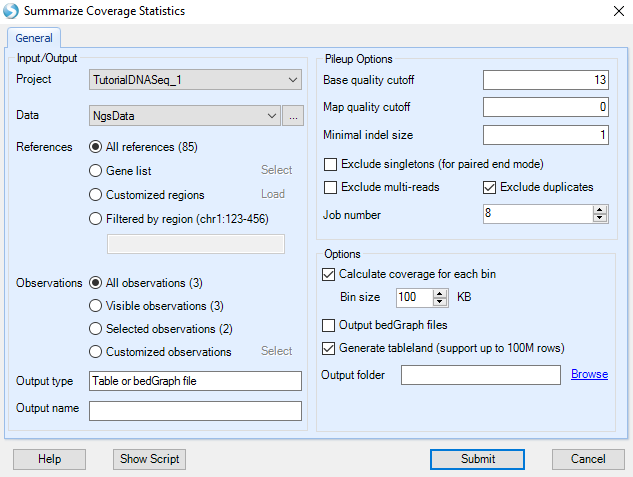 Summarize Coverage Statistics
General
Input/Output
Project TutorialDNASeq_1
Data NgsData ...
References All references (85)
Gene list Select
Customized regions Load
Filtered by region (chr1:123-456)
Observations All observations (3)
Visible observations (3)
Selected observations (2)
Customized observations Select
Output type Table or bedGraph file
Output name
Pileup Options
Base quality cutoff 13
Map quality cutoff 0
Minimal indel size 1
Exclude singletons (for paired end mode)
Exclude multi-reads Exclude duplicates
Job number 8
Options
Calculate coverage for each bin
Bin size 100 KB
Output bedGraph files
Generate tableland (support up to 100M rows)
Output folder Browse
Help Show Script Submit Cancel